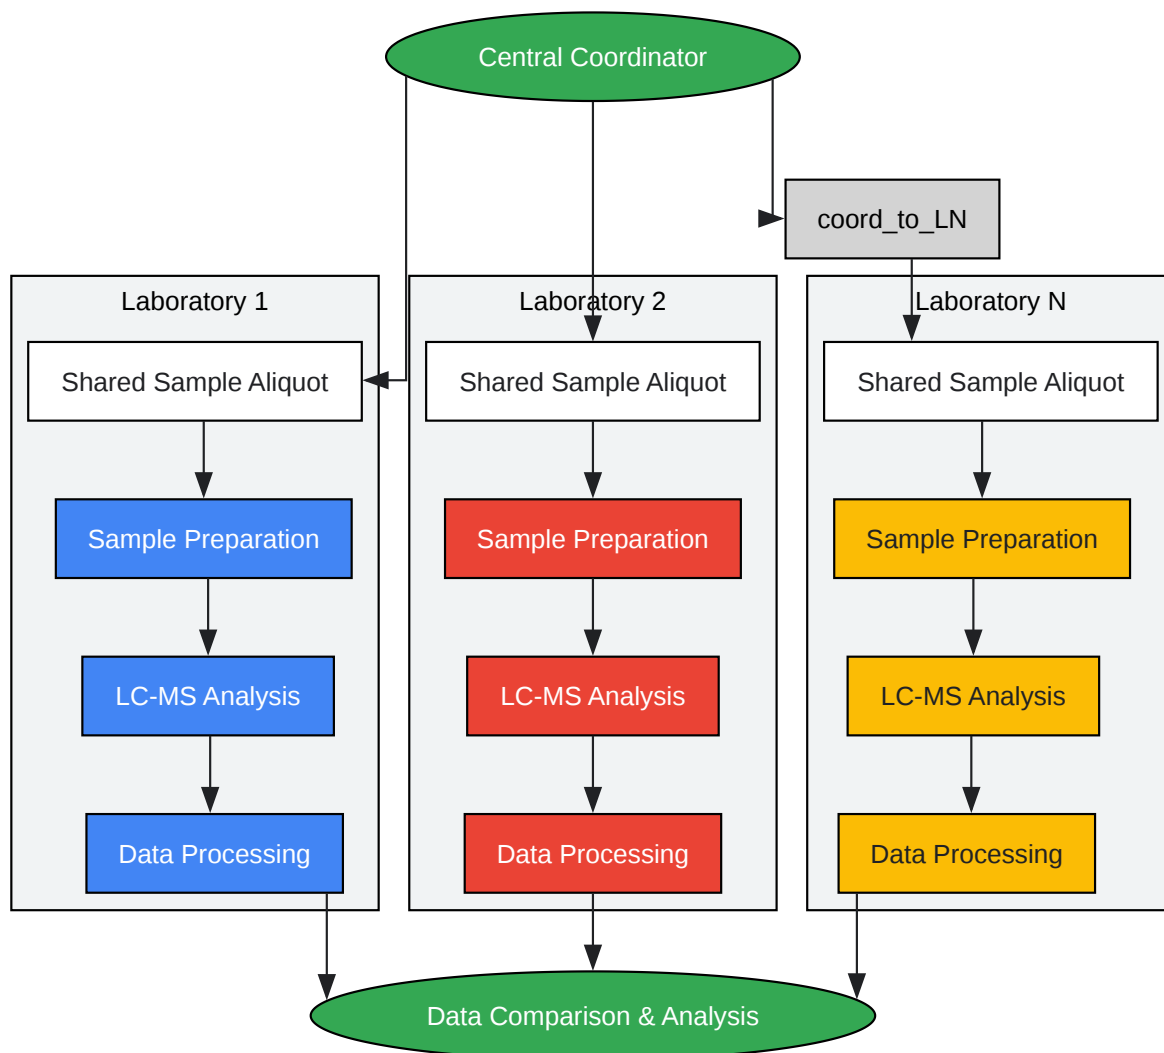 Central Coordinator
coord_to_LN
Laboratory 1
Laboratory 2
Laboratory N
Shared Sample Aliquot
Shared Sample Aliquot
Shared Sample Aliquot
Sample Preparation
Sample Preparation
Sample Preparation
LC-MS Analysis
LC-MS Analysis
LC-MS Analysis
Data Processing
Data Processing
Data Processing
Data Comparison & Analysis